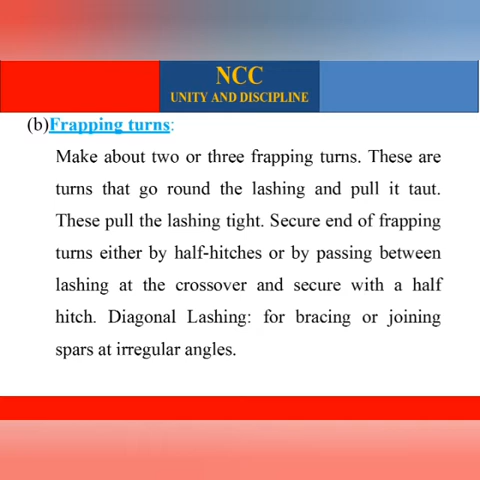 NCC
UNITY AND DISCIPLINE
(b)Frapping turns:
Make about two or three frapping turns. These are
turns that go round the lashing and pull it taut.
These pull the lashing tight. Secure end of frapping
turns either by half-hitches or by passing between
lashing at the crossover and secure with a half
hitch. Diagonal Lashing: for bracing or joining
spars at irregular angles.